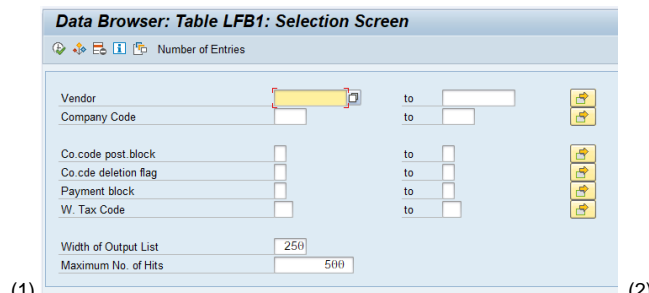 Data Browser: Table LFB1: Selection Screen
Number of Entries
Vendor to
Company Code to
Co.code post.block to
Co.cde deletion flag to
Payment block to
W. Tax Code to
Width of Output List 250
Maximum No. of Hits 500
(1) (2)